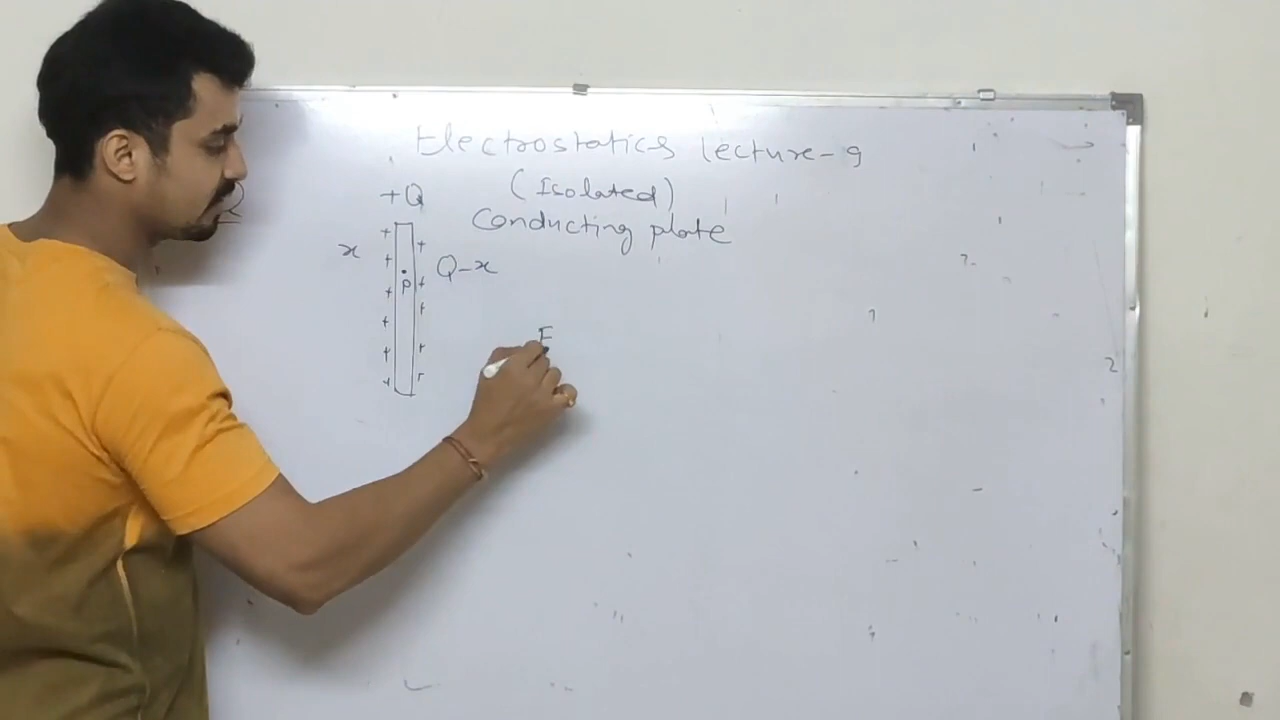 Electrostatics lecture-9
(Isolated)
Conducting plate
+Q
x
Q-x
P
E